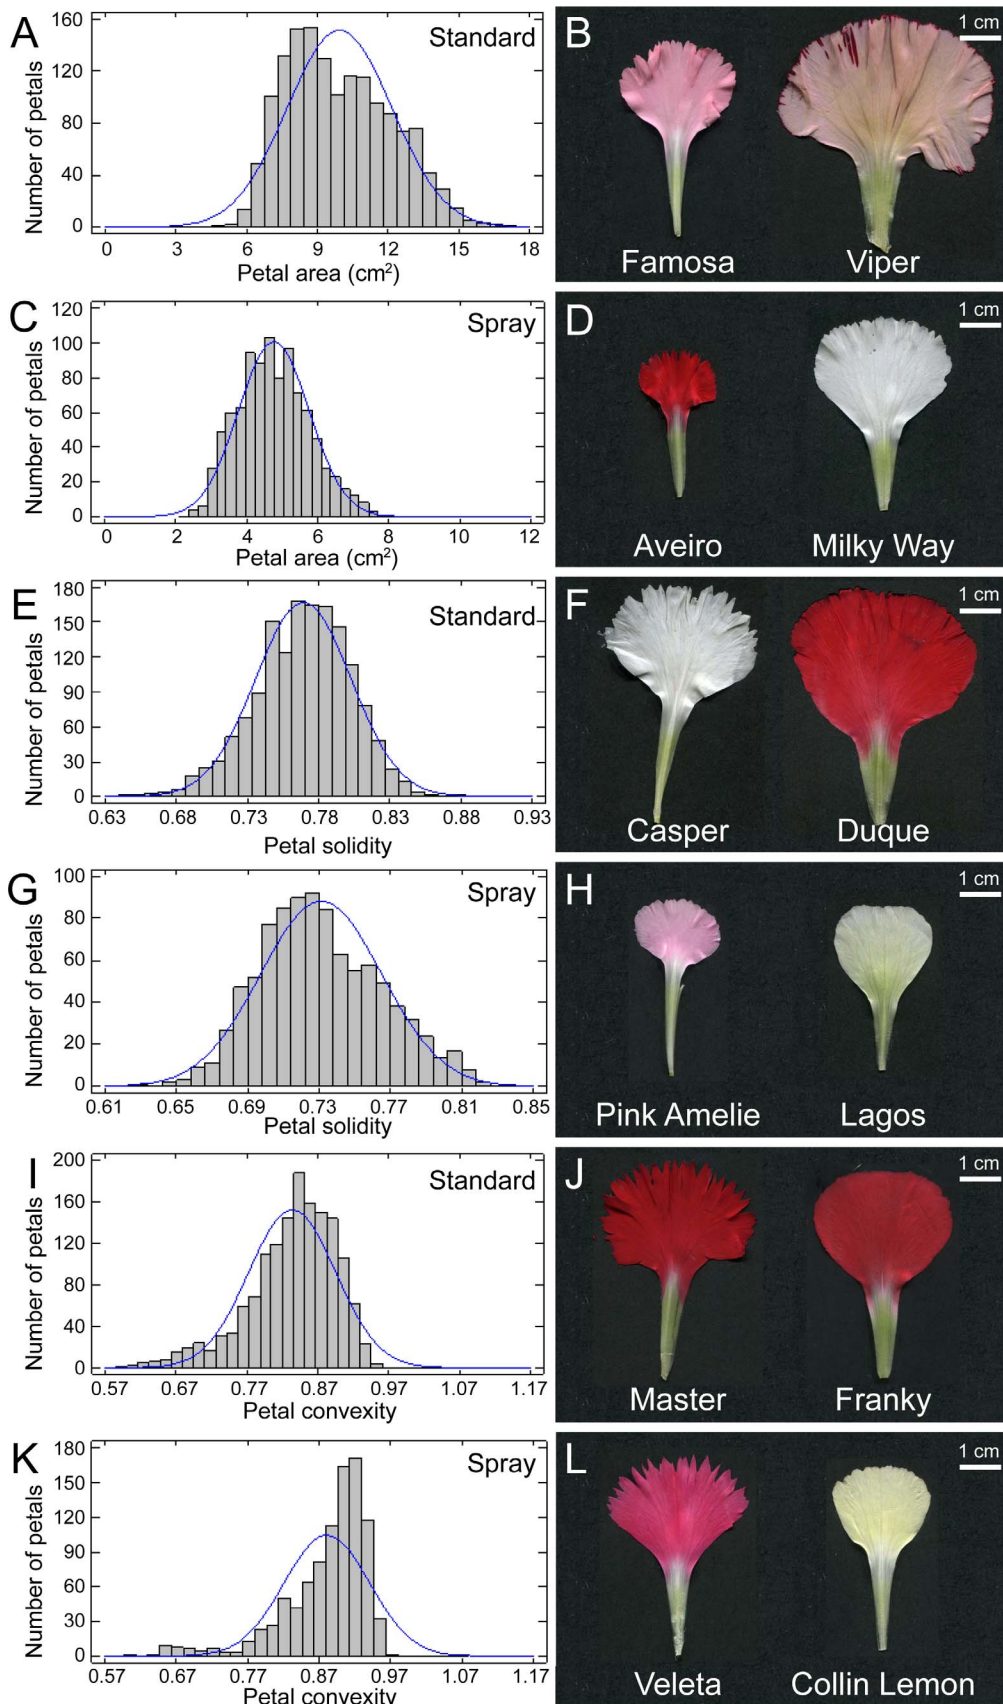 A
Standard
Number of petals
160
120
80
40
0
0 3 6 9 12 15 18
Petal area (cm²)
B
1 cm
Famosa Viper
C
Spray
Number of petals
120
100
80
60
40
20
0
0 2 4 6 8 10 12
Petal area (cm²)
D
1 cm
Aveiro Milky Way
E
Standard
Number of petals
180
150
120
90
60
30
0
0.63 0.68 0.73 0.78 0.83 0.88 0.93
Petal solidity
F
1 cm
Casper Duque
G
Spray
Number of petals
100
80
60
40
20
0
0.61 0.65 0.69 0.73 0.77 0.81 0.85
Petal solidity
H
1 cm
Pink Amelie Lagos
I
Standard
Number of petals
200
160
120
80
40
0
0.57 0.67 0.77 0.87 0.97 1.07 1.17
Petal convexity
J
1 cm
Master Franky
K
Spray
Number of petals
180
150
120
90
60
30
0
0.57 0.67 0.77 0.87 0.97 1.07 1.17
Petal convexity
L
1 cm
Veleta Collin Lemon